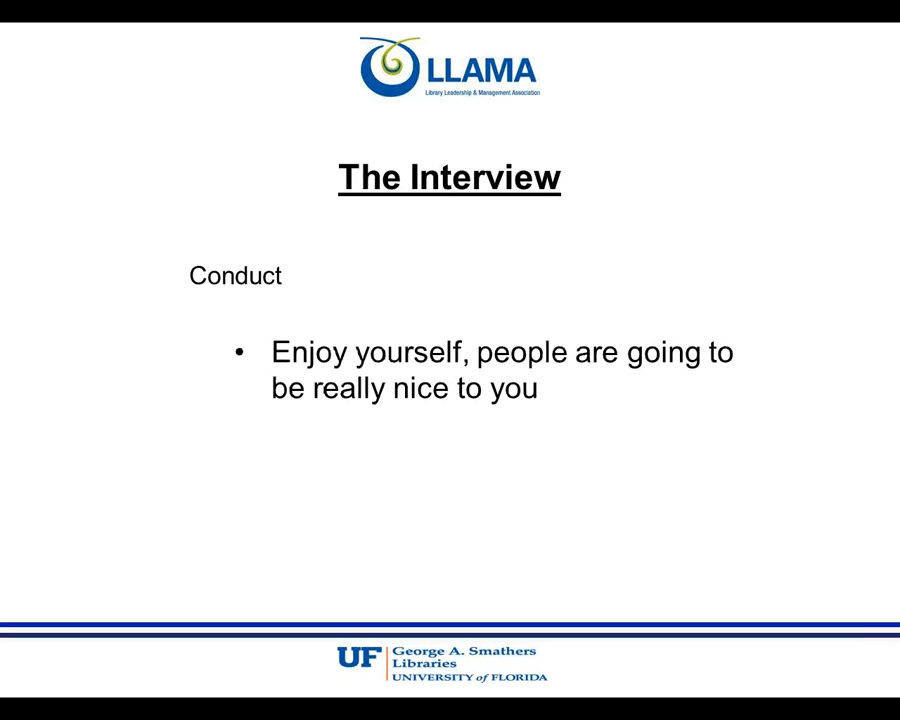 LLAMA
Library Leadership & Management Association
The Interview
Conduct
• Enjoy yourself, people are going to
be really nice to you
UF
George A. Smathers
Libraries
UNIVERSITY of FLORIDA